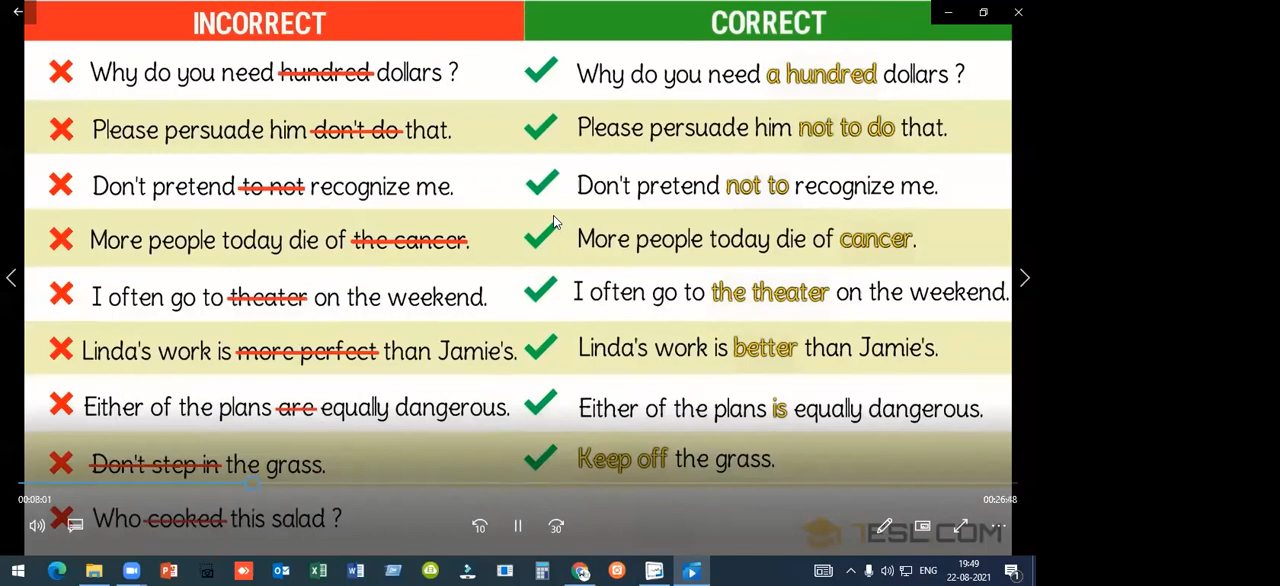 INCORRECT
CORRECT
Why do you need hundred dollars ?
Why do you need a hundred dollars ?
Please persuade him don't do that.
Please persuade him not to do that.
Don't pretend to not recognize me.
Don't pretend not to recognize me.
More people today die of the cancer.
More people today die of cancer.
I often go to theater on the weekend.
I often go to the theater on the weekend.
Linda's work is more perfect than Jamie's.
Linda's work is better than Jamie's.
Either of the plans are equally dangerous.
Either of the plans is equally dangerous.
Don't step in the grass.
Keep off the grass.
00:08:01
00:26:48
Who cooked this salad ?
10
30
7ESL.COM
ENG
19:49
22-08-2021
1